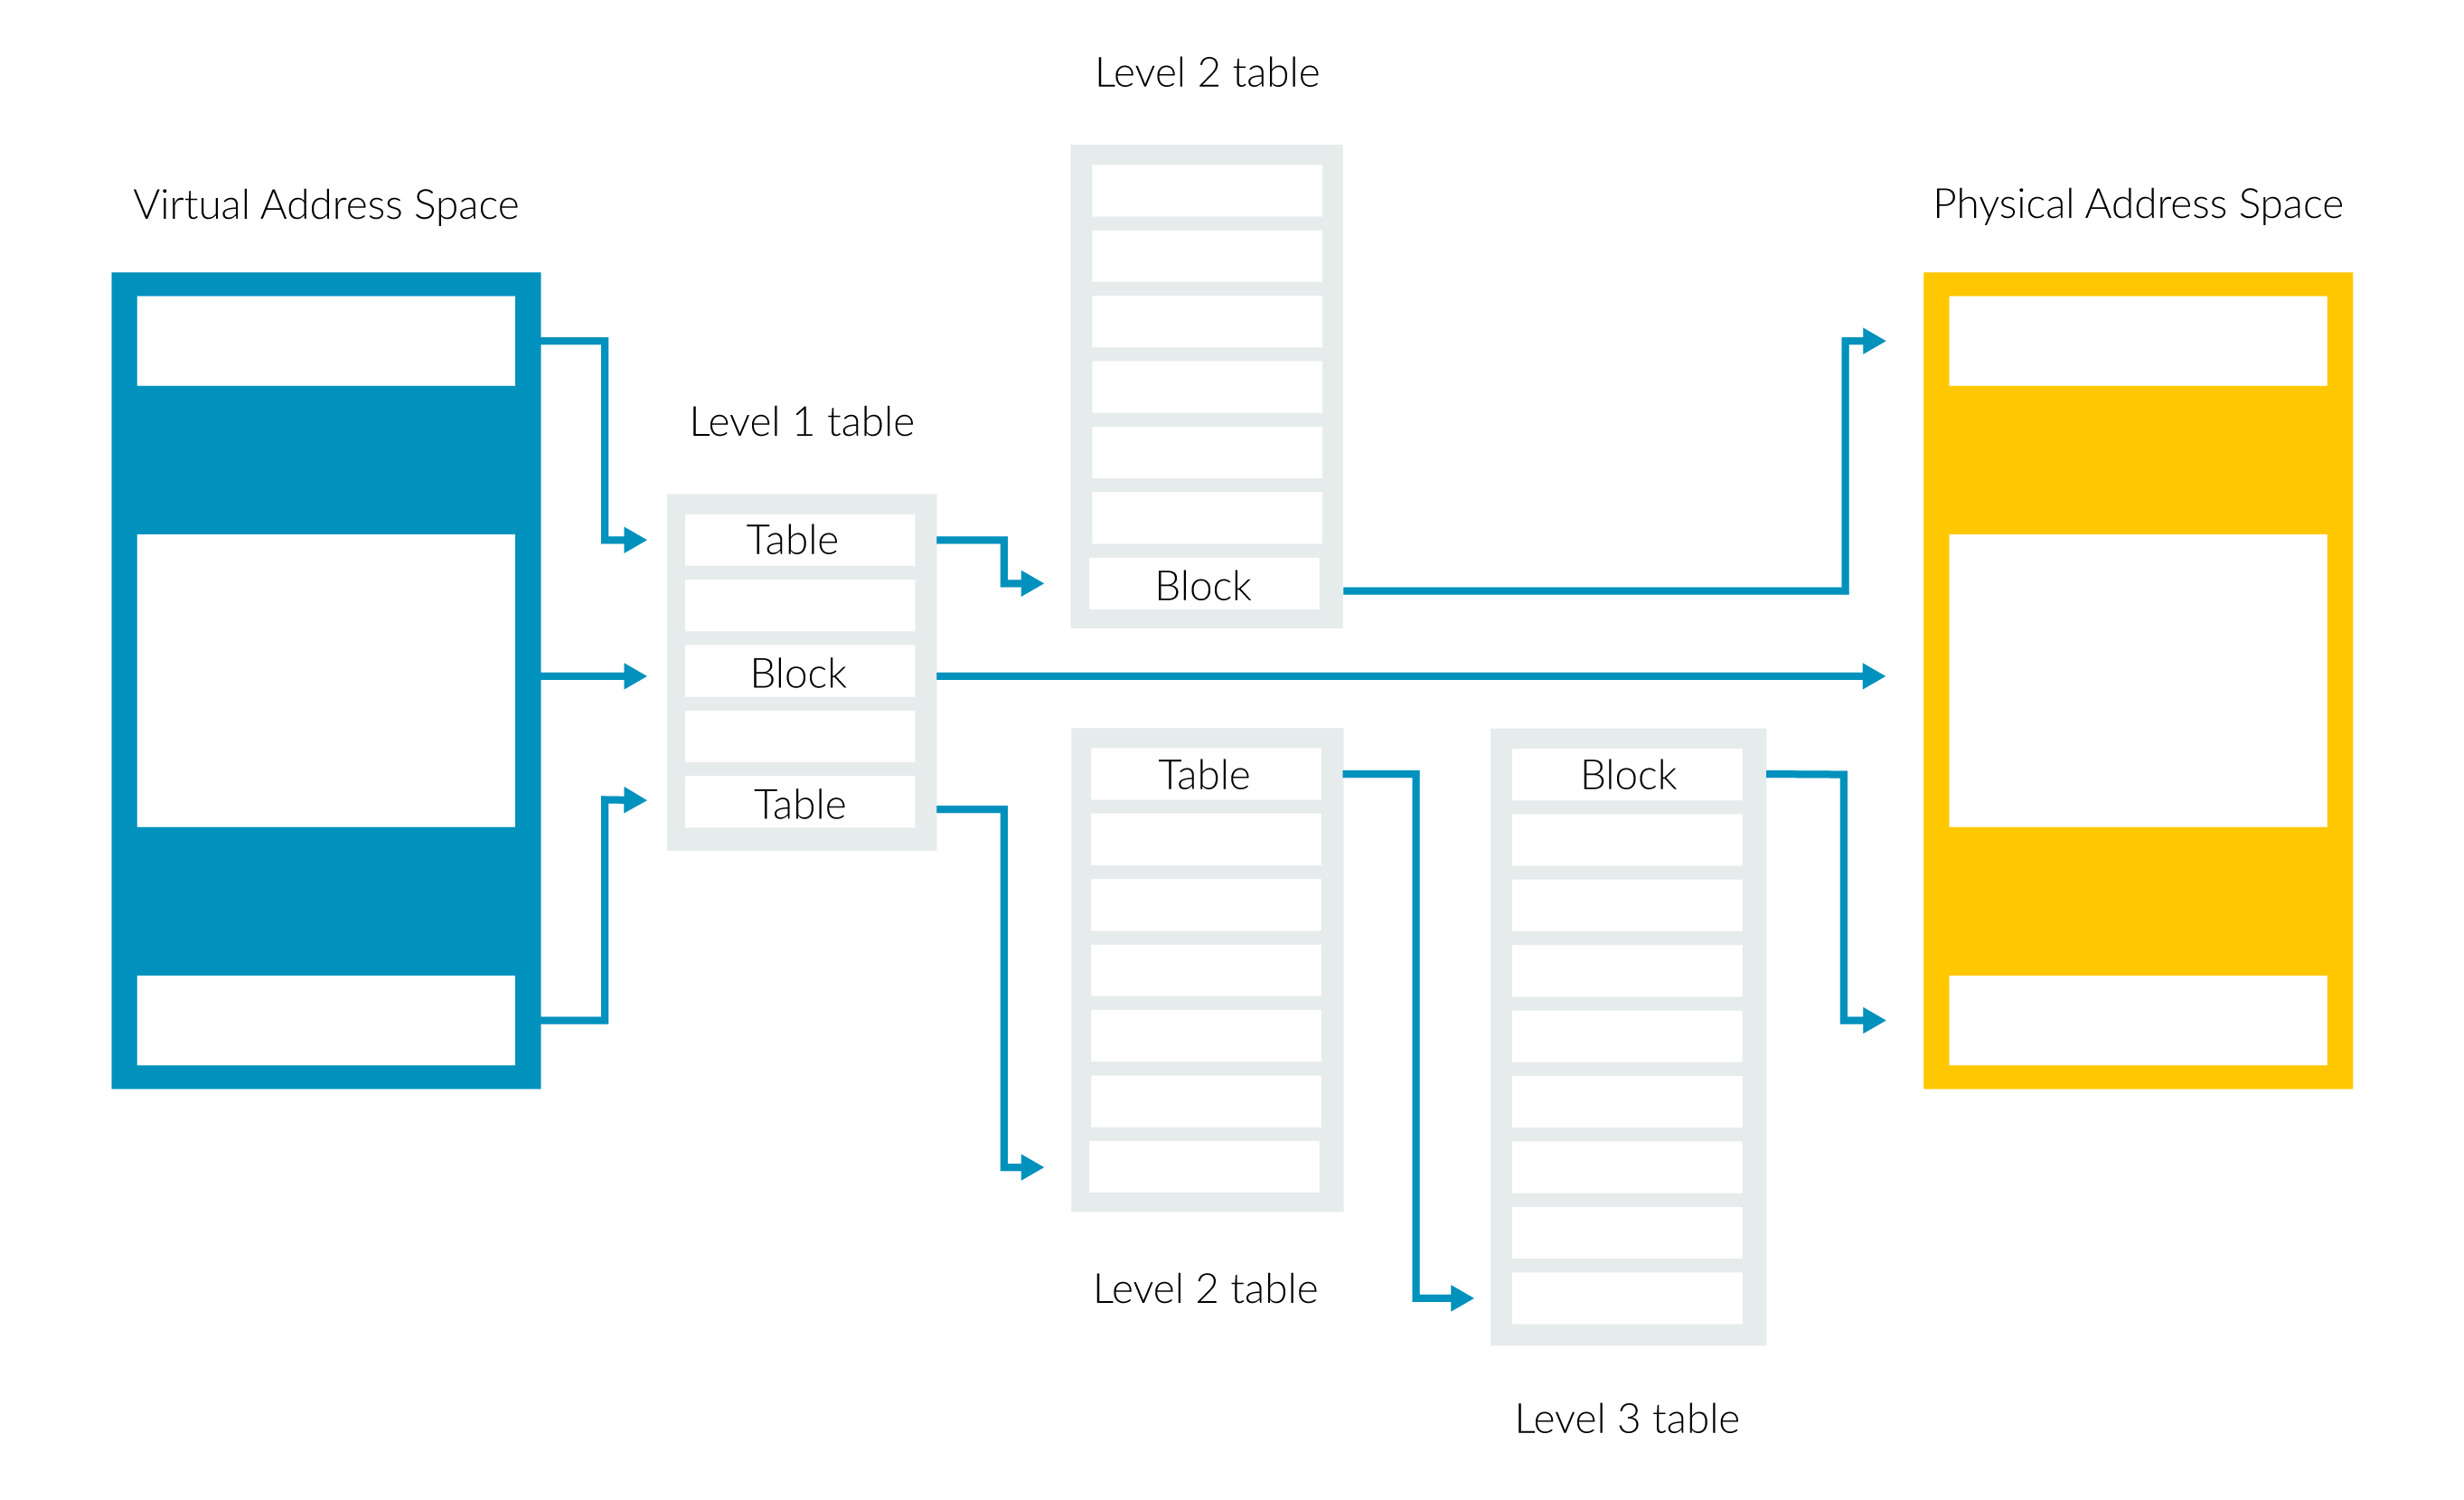 Level 2 table
Virtual Address Space
Physical Address Space
Level 1 table
Table
Block
Block
Table
Block
Table
Level 2 table
Level 3 table